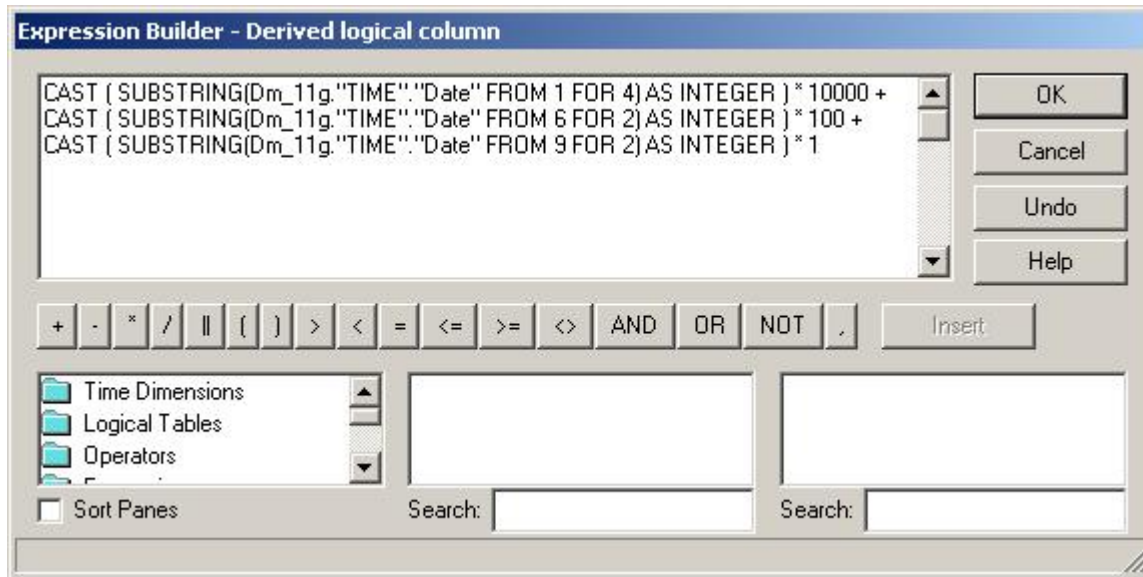 Expression Builder - Derived logical column
CAST ( SUBSTRING(Dm_11g."TIME"."Date" FROM 1 FOR 4) AS INTEGER ) * 10000 +
CAST ( SUBSTRING(Dm_11g."TIME"."Date" FROM 6 FOR 2) AS INTEGER ) * 100 +
CAST ( SUBSTRING(Dm_11g."TIME"."Date" FROM 9 FOR 2) AS INTEGER ) * 1
OK
Cancel
Undo
Help
+ - * / || ( ) > < = <= >= <> AND OR NOT , Insert
Time Dimensions
Logical Tables
Operators
Sort Panes Search: Search: